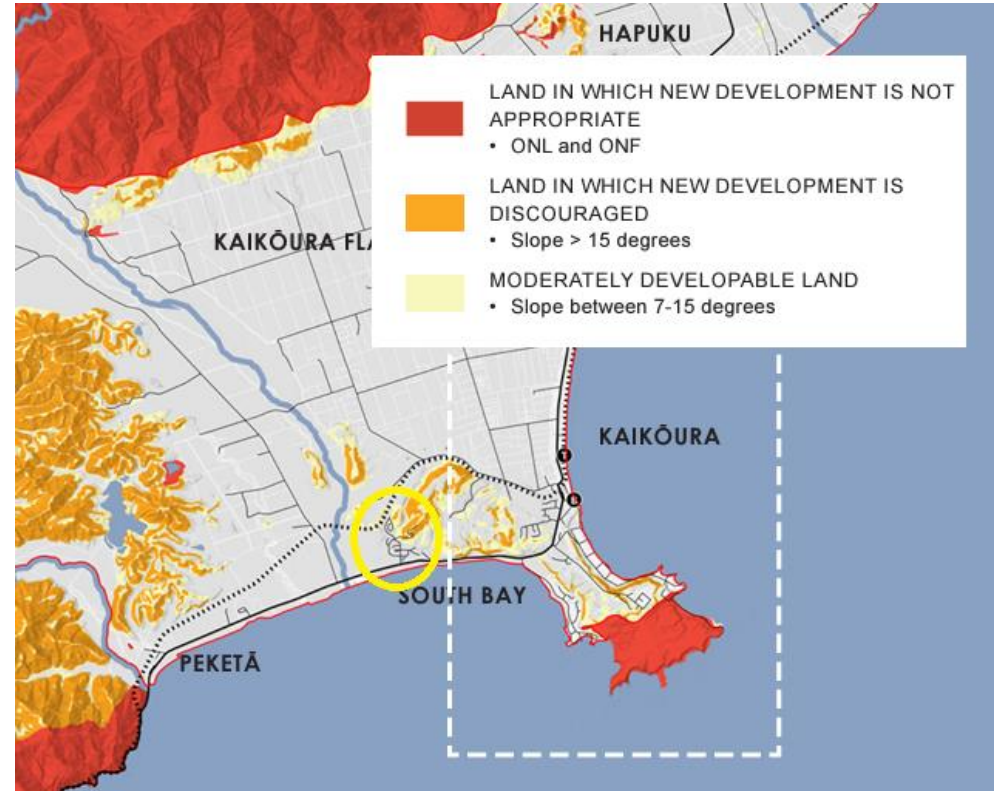 HAPUKU
LAND IN WHICH NEW DEVELOPMENT IS NOT
APPROPRIATE
• ONL and ONF
LAND IN WHICH NEW DEVELOPMENT IS
DISCOURAGED
• Slope > 15 degrees
MODERATELY DEVELOPABLE LAND
• Slope between 7-15 degrees
KAIKŌURA FLA
KAIKŌURA
SOUTH BAY
PEKETĀ